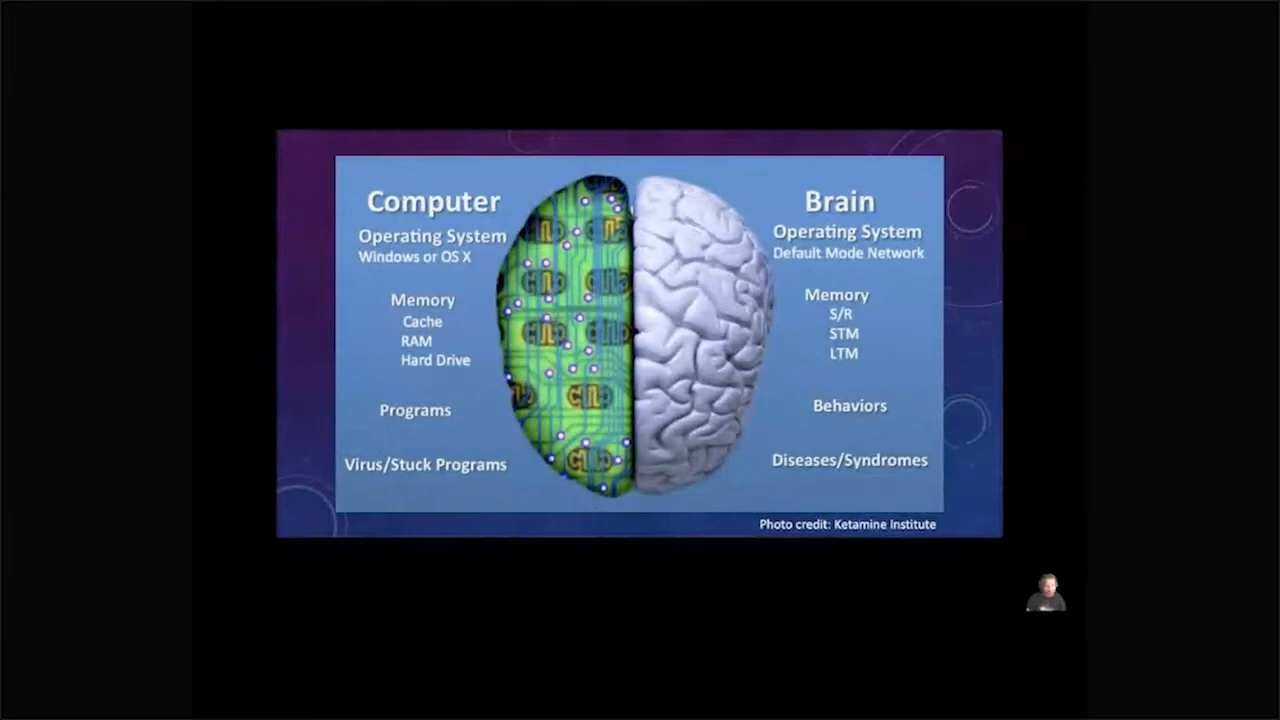 Computer
Operating System
Windows or OS X
Memory
Cache
RAM
Hard Drive
Programs
Virus/Stuck Programs
Brain
Operating System
Default Mode Network
Memory
S/R
STM
LTM
Behaviors
Diseases/Syndromes
Photo credit: Ketamine Institute